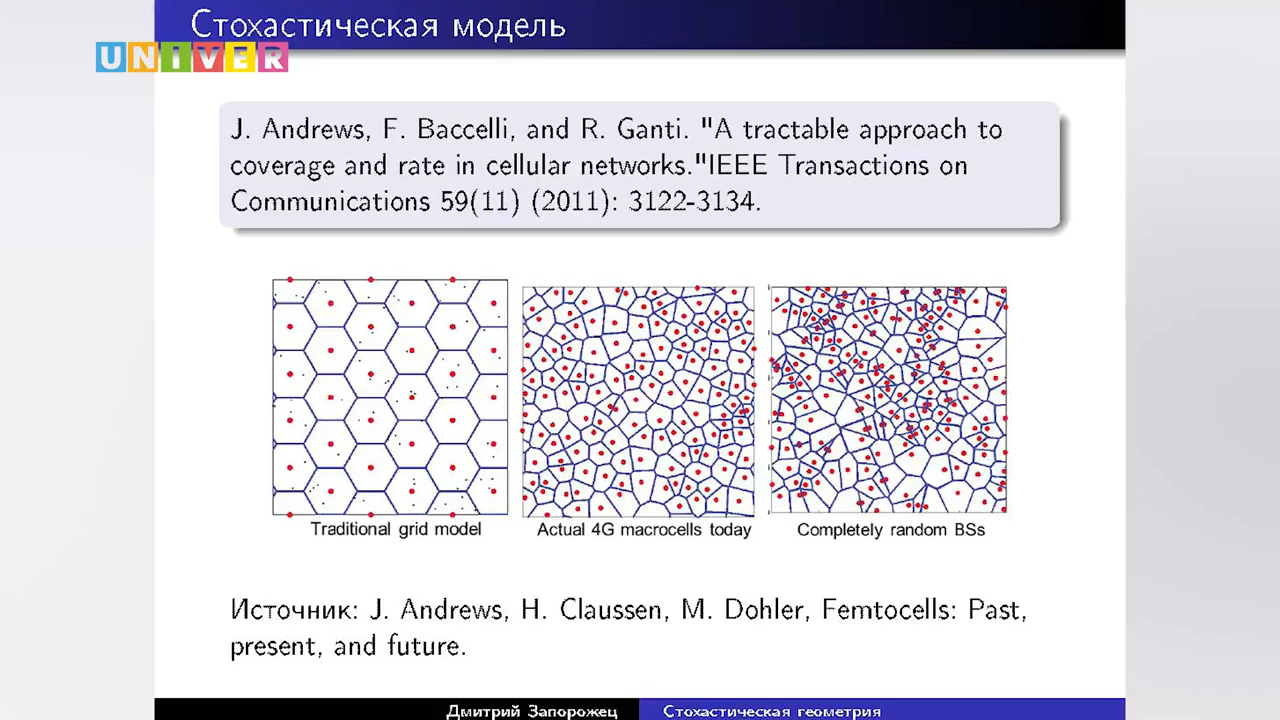 Стохастическая модель
UNIVER
J. Andrews, F. Baccelli, and R. Ganti. "A tractable approach to
coverage and rate in cellular networks."IEEE Transactions on
Communications 59(11) (2011): 3122-3134.
Traditional grid model
Actual 4G macrocells today
Completely random BSs
Источник: J. Andrews, H. Claussen, M. Dohler, Femtocells: Past,
present, and future.
Дмитрий Запорожец
Стохастическая геометрия